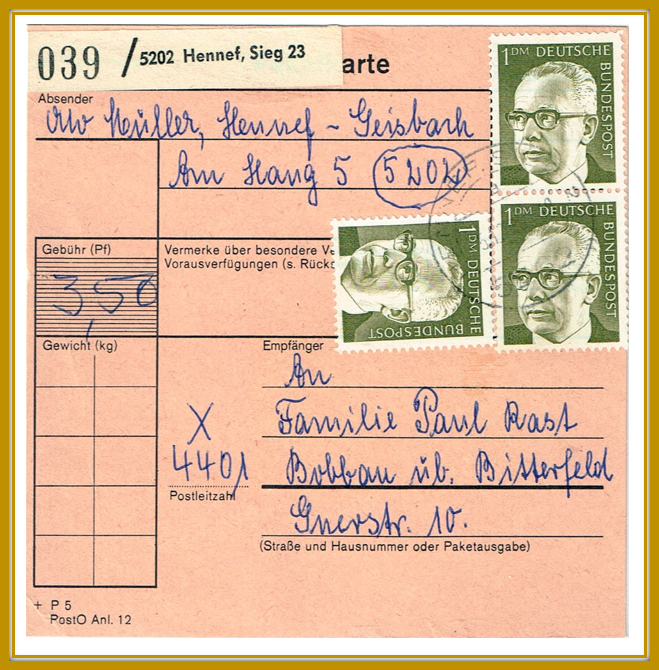 039 / 5202 Hennef, Sieg 23
arte
1 DM DEUTSCHE BUNDESPOST
Absender
Otto Müller, Hennef - Geisbach
Am Hang 5 5202
1 DM DEUTSCHE BUNDESPOST
1 DM DEUTSCHE BUNDESPOST
Gebühr (Pf)
3,50
Vermerke über besondere Ve
Vorausverfügungen (s. Rück
Gewicht (kg)
Empfänger
An
Familie Paul Rast
X
4401 Bobbau üb. Bitterfeld
Postleitzahl
10.
(Straße und Hausnummer oder Paketausgabe)
+ P 5
PostO Anl. 12